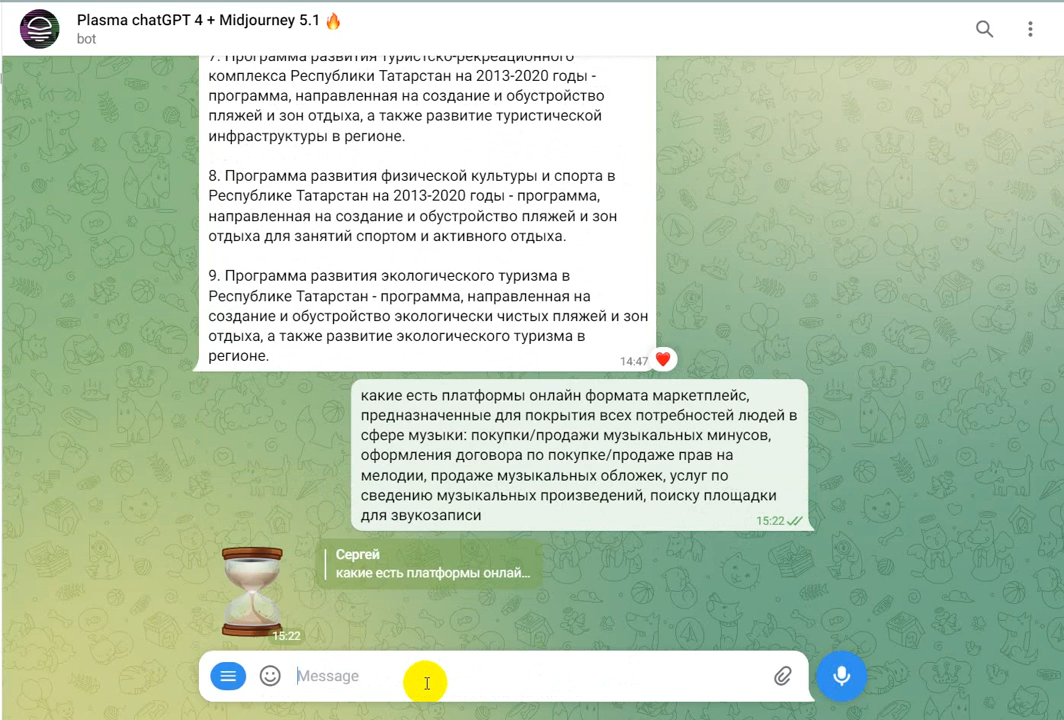 Plasma chatGPT 4 + Midjourney 5.1 🔥
bot
7. Программа развития туристско-рекреационного
комплекса Республики Татарстан на 2013-2020 годы -
программа, направленная на создание и обустройство
пляжей и зон отдыха, а также развитие туристической
инфраструктуры в регионе.
8. Программа развития физической культуры и спорта в
Республике Татарстан на 2013-2020 годы - программа,
направленная на создание и обустройство пляжей и зон
отдыха для занятий спортом и активного отдыха.
9. Программа развития экологического туризма в
Республике Татарстан - программа, направленная на
создание и обустройство экологически чистых пляжей и зон
отдыха, а также развитие экологического туризма в
регионе.
14:47
какие есть платформы онлайн формата маркетплейс,
предназначенные для покрытия всех потребностей людей в
сфере музыки: покупки/продажи музыкальных минусов,
оформления договора по покупке/продаже прав на
мелодии, продаже музыкальных обложек, услуг по
сведению музыкальных произведений, поиску площадки
для звукозаписи
15:22
Сергей
какие есть платформы онлай...
15:22
Message